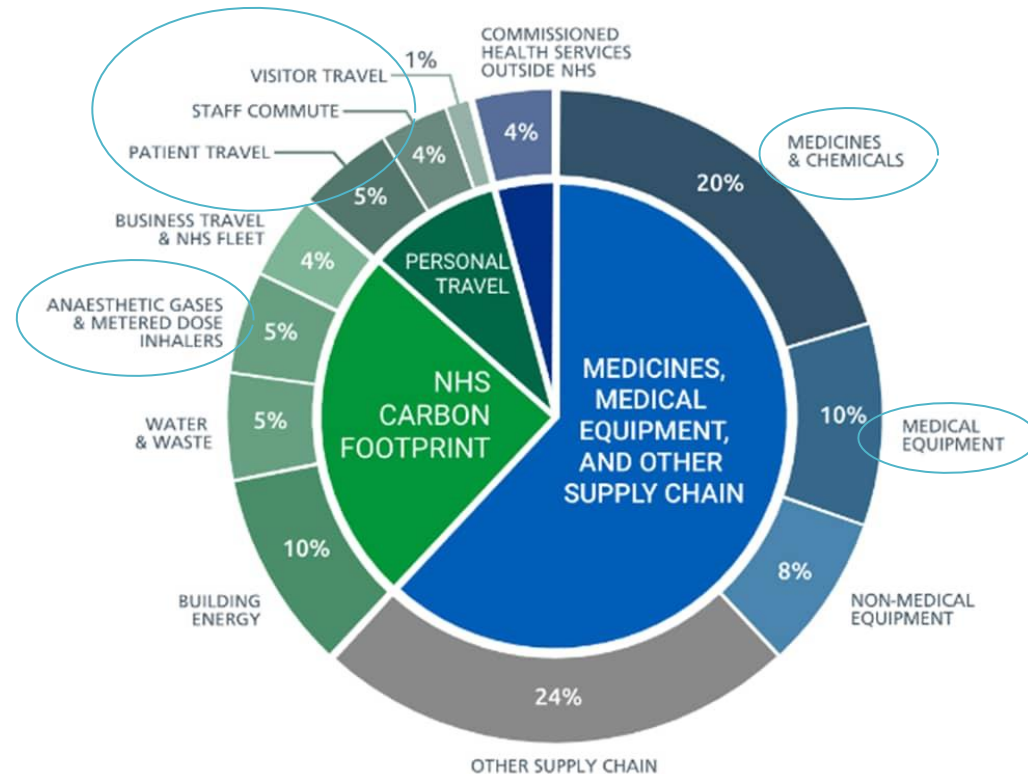 COMMISSIONED
HEALTH SERVICES
OUTSIDE NHS
1%
VISITOR TRAVEL
STAFF COMMUTE
PATIENT TRAVEL
BUSINESS TRAVEL
& NHS FLEET
ANAESTHETIC GASES
& METERED DOSE
INHALERS
WATER
& WASTE
BUILDING
ENERGY
OTHER SUPPLY CHAIN
NON-MEDICAL
EQUIPMENT
MEDICAL
EQUIPMENT
MEDICINES
& CHEMICALS
4%
20%
10%
8%
24%
10%
5%
5%
4%
5%
4%
PERSONAL
TRAVEL
NHS
CARBON
FOOTPRINT
MEDICINES,
MEDICAL
EQUIPMENT,
AND OTHER
SUPPLY CHAIN